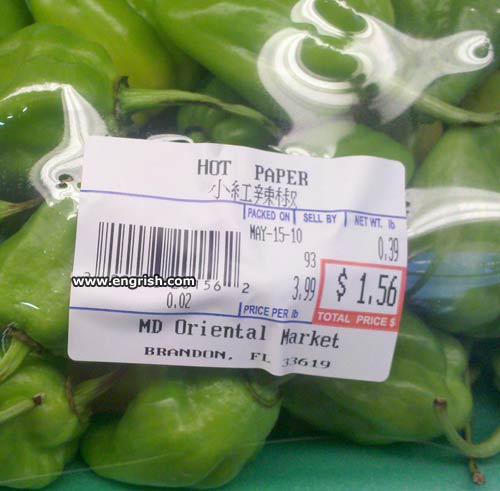 HOT PAPER
小紅辣椒
PACKED ON SELL BY NET WT. lb
MAY-15-10 0.39
93
3.99 $ 1.56
0.02 PRICE PER lb TOTAL PRICE $
www.engrish.com
MD Oriental Market
BRANDON, FL 33619